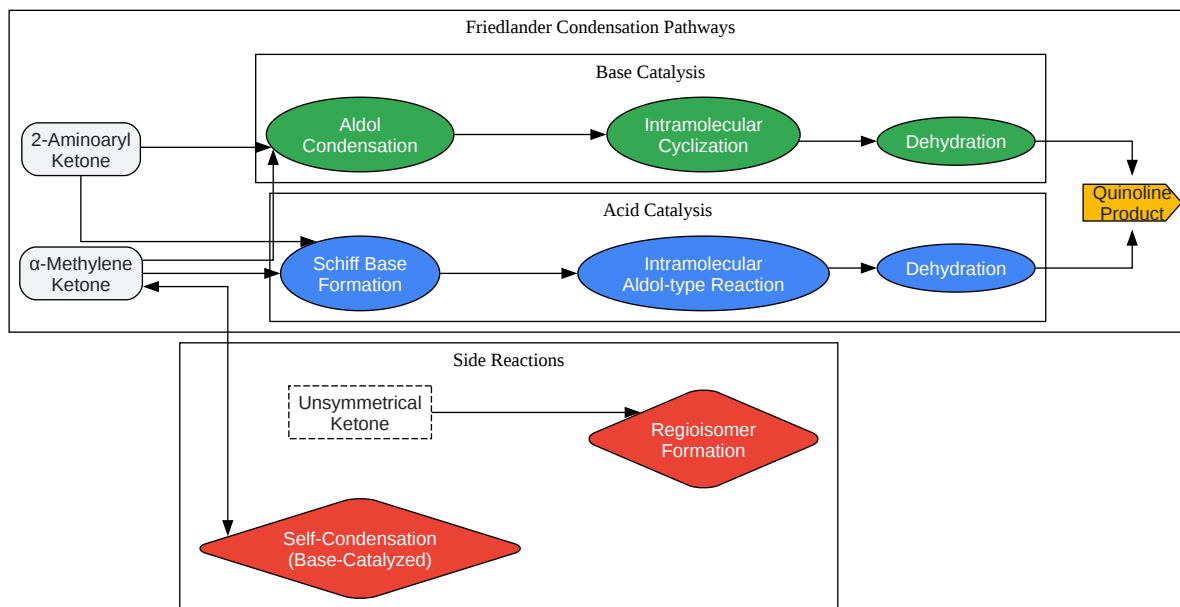 Friedlander Condensation Pathways
Base Catalysis
2-Aminoaryl
Ketone
Aldol
Condensation
Intramolecular
Cyclization
Dehydration
Quinoline
Product
Acid Catalysis
α-Methylene
Ketone
Schiff Base
Formation
Intramolecular
Aldol-type Reaction
Dehydration
Side Reactions
Unsymmetrical
Ketone
Regioisomer
Formation
Self-Condensation
(Base-Catalyzed)